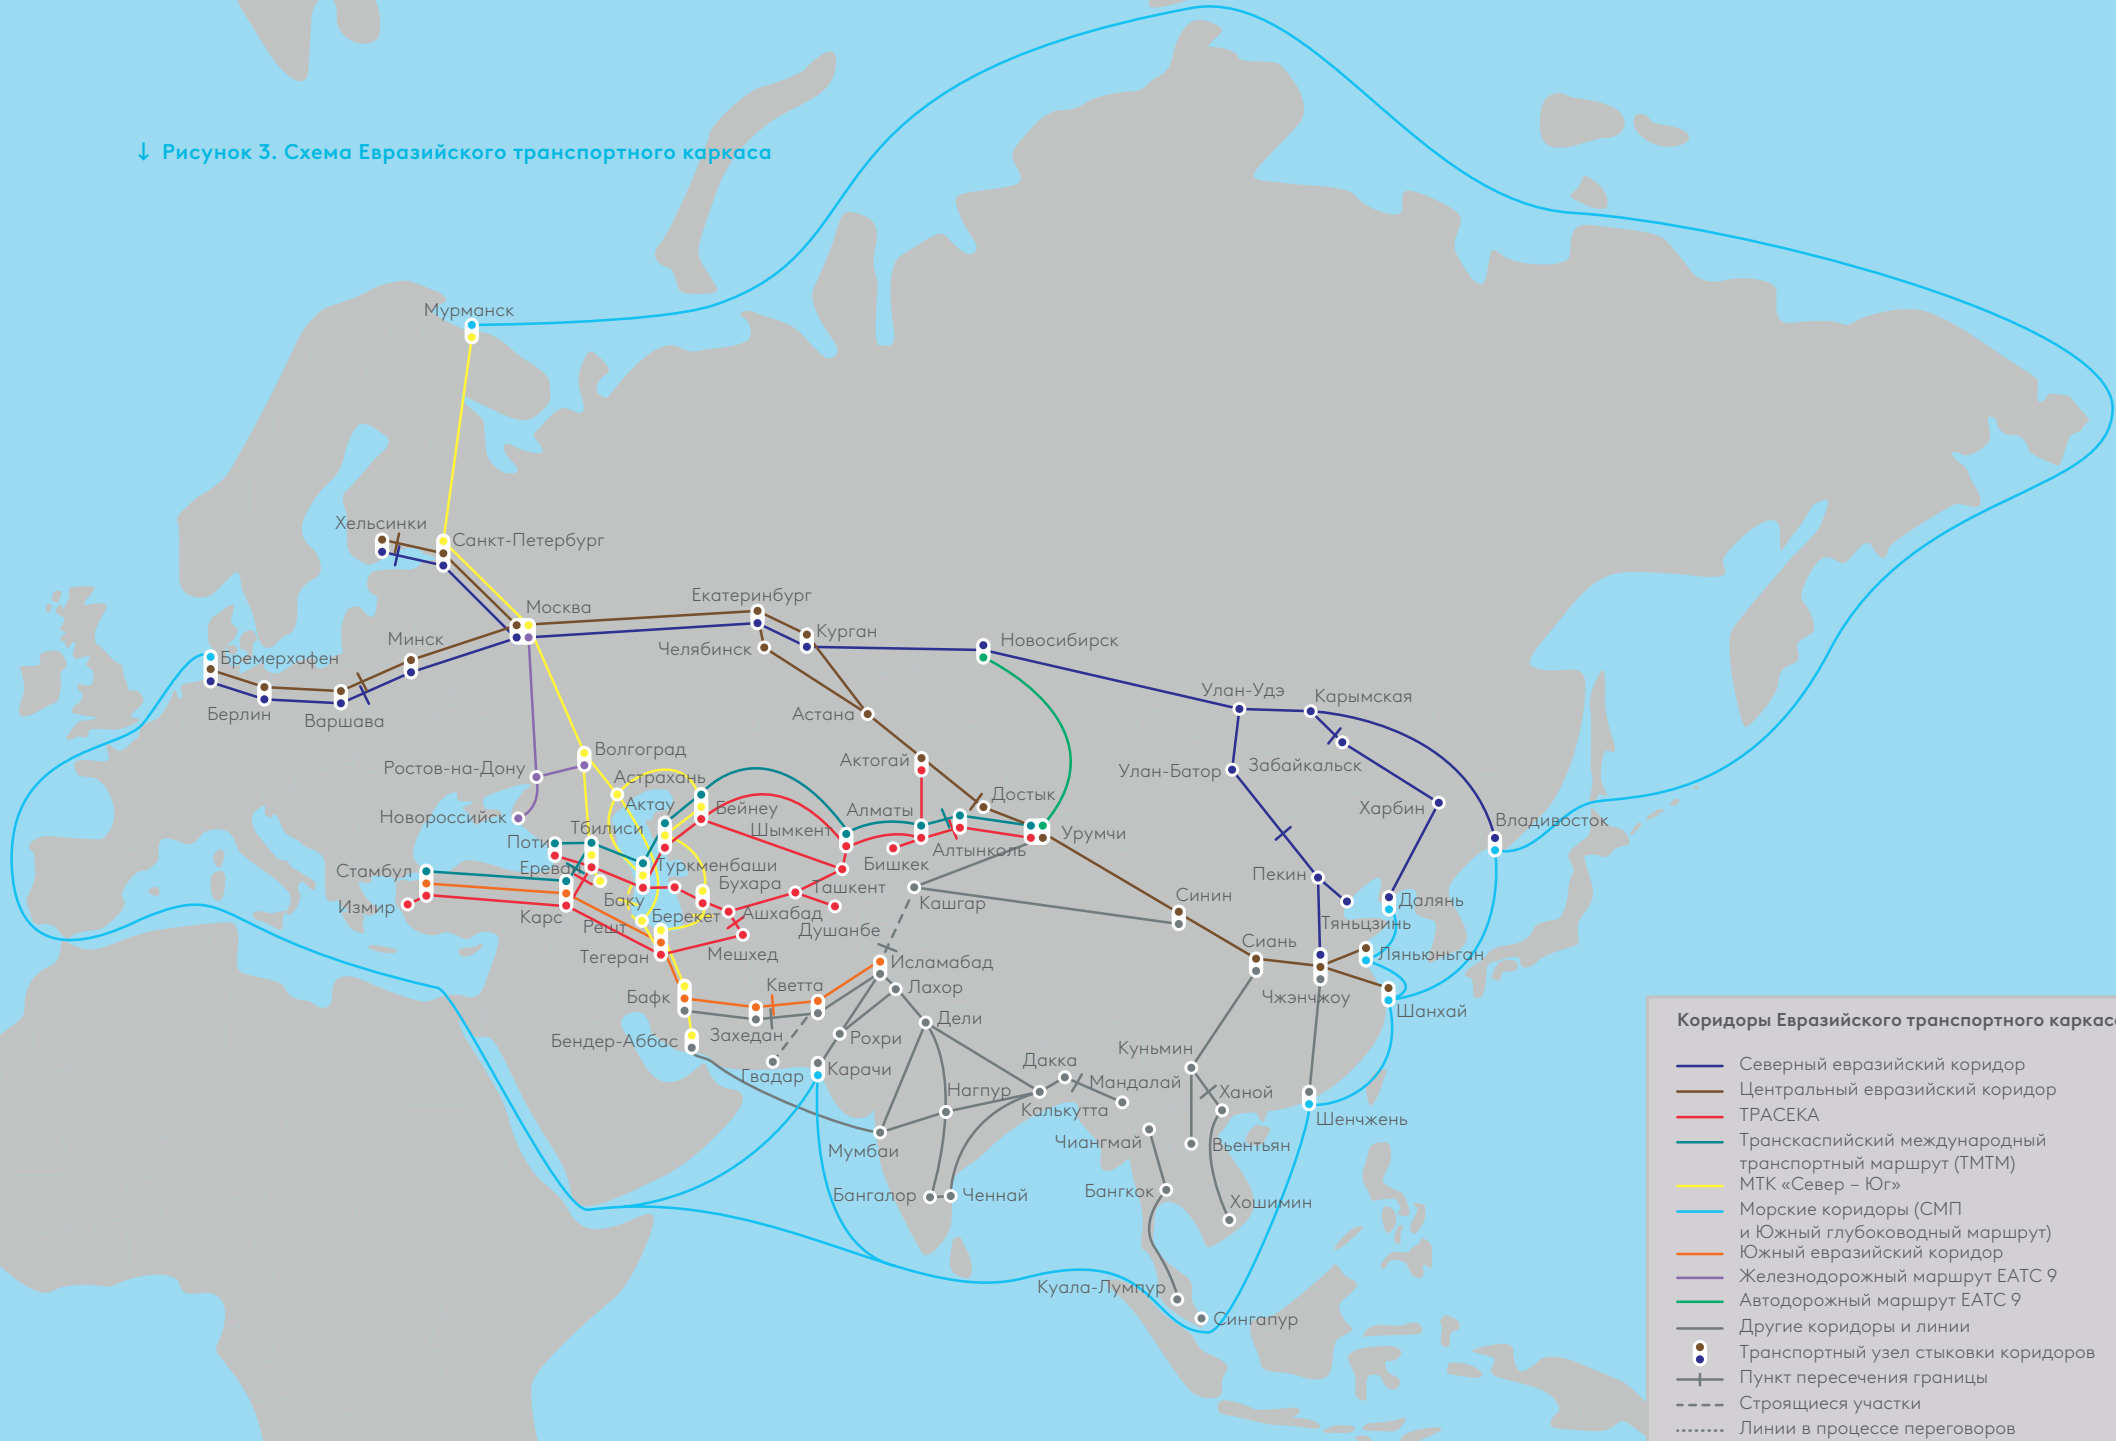 ↓ Рисунок 3. Схема Евразийского транспортного каркаса
Мурманск
Хельсинки
Санкт-Петербург
Москва
Минск
Бремерхафен
Берлин
Варшава
Екатеринбург
Курган
Челябинск
Новосибирск
Астана
Улан-Удэ
Карымская
Волгоград
Ростов-на-Дону
Астрахань
Актогай
Улан-Батор
Забайкальск
Новороссийск
Актау
Бейнеу
Алматы
Достык
Харбин
Поти
Тбилиси
Шымкент
Урумчи
Владивосток
Стамбул
Ереван
Туркменбаши
Бишкек
Алтынколь
Пекин
Измир
Карс
Баку
Бухара
Ташкент
Кашгар
Синин
Далянь
Решт
Берекет
Ашхабад
Душанбе
Тяньцзинь
Тегеран
Мешхед
Исламабад
Сиань
Ляньюньган
Бафк
Кветта
Лахор
Чжэнчжоу
Шанхай
Бендер-Аббас
Захедан
Рохри
Дели
Гвадар
Карачи
Нагпур
Дакка
Куньмин
Мандалай
Ханой
Калькутта
Шенчжень
Мумбаи
Чиангмай
Вьентьян
Бангалор
Ченнай
Бангкок
Хошимин
Куала-Лумпур
Сингапур
Коридоры Евразийского транспортного каркаса
Северный евразийский коридор
Центральный евразийский коридор
ТРАСЕКА
Транскаспийский международный
транспортный маршрут (ТМТМ)
МТК «Север – Юг»
Морские коридоры (СМП
и Южный глубоководный маршрут)
Южный евразийский коридор
Железнодорожный маршрут ЕАТС 9
Автодорожный маршрут ЕАТС 9
Другие коридоры и линии
Транспортный узел стыковки коридоров
Пункт пересечения границы
Строящиеся участки
Линии в процессе переговоров